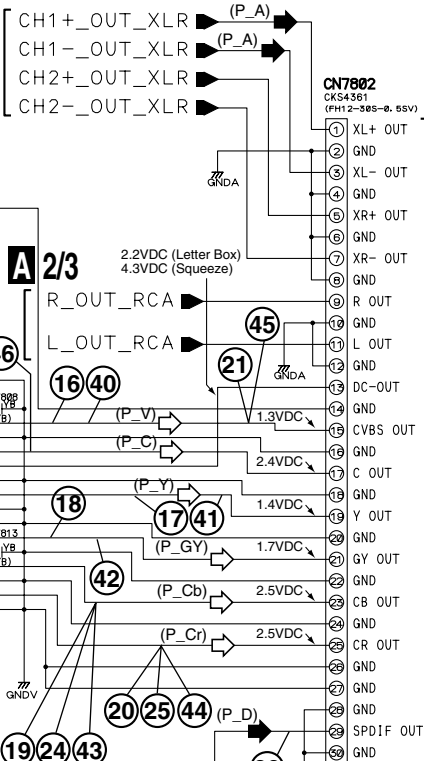 CH1+_OUT_XLR (P_A)
CH1-_OUT_XLR (P_A)
CH2+_OUT_XLR
CH2-_OUT_XLR
CN7802
CKS4361
(FH12-30S-0.5SV)
1 XL+ OUT
2 GND
GNDA
3 XL- OUT
4 GND
5 XR+ OUT
6 GND
7 XR- OUT
A 2/3
2.2VDC (Letter Box)
4.3VDC (Squeeze)
8 GND
R_OUT_RCA
9 R OUT
10 GND
45
L_OUT_RCA
11 L OUT
21
12 GND
GNDA
16 40
13 DC-OUT
14 GND
(P_V) 1.3VDC
15 CVBS OUT
(P_C)
16 GND
2.4VDC
17 C OUT
(P_Y)
18 GND
18
17 41
1.4VDC
19 Y OUT
20 GND
(P_GY) 1.7VDC
21 GY OUT
42
22 GND
(P_Cb) 2.5VDC
23 CB OUT
24 GND
(P_Cr) 2.5VDC
25 CR OUT
26 GND
GNDV
27 GND
20 25 44
(P_D)
28 GND
29 SPDIF OUT
19 24 43
30 GND